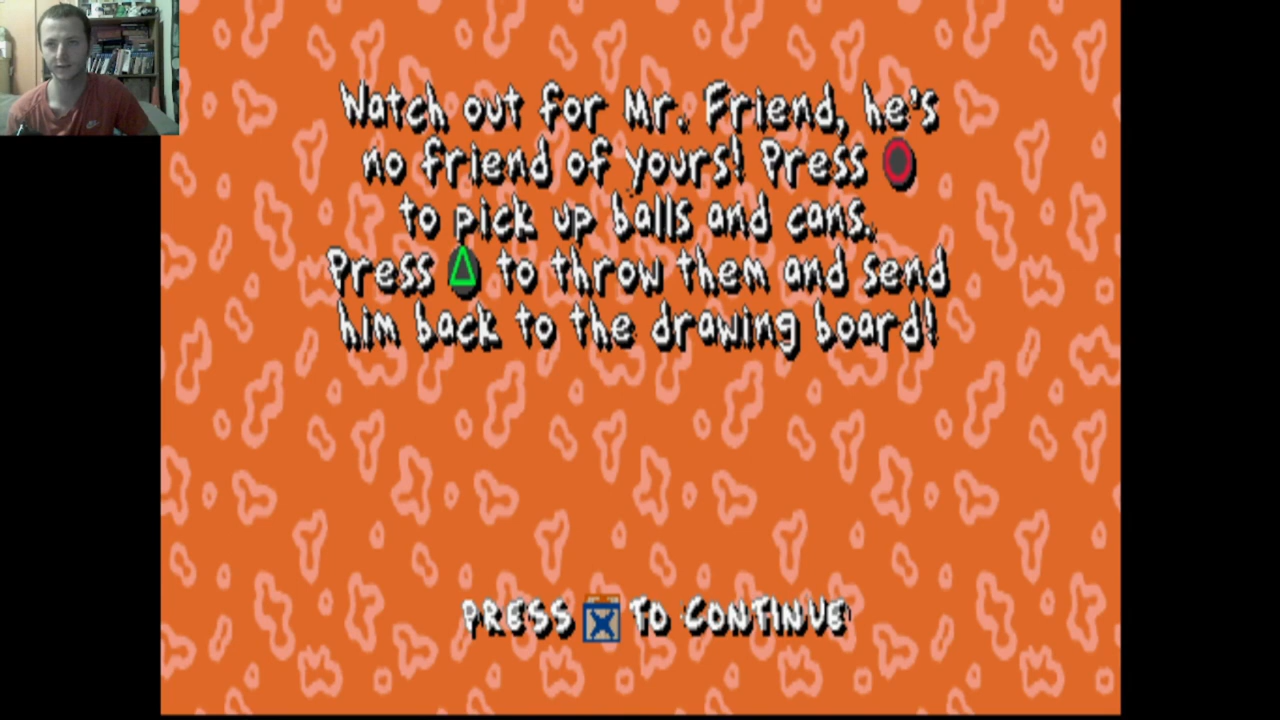 Watch out for Mr. Friend, he's
no friend of yours! Press
to pick up balls and cans.
Press to throw them and send
him back to the drawing board!
PRESS TO CONTINUE